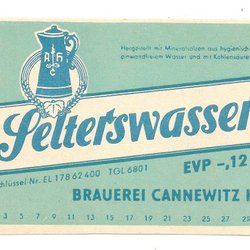 A H
C
Hergestellt mit Mineralsalzen aus hygienisch
einwandfreiem Wasser und mit Kohlensäure
Selterswasser
Schlüssel-Nr. EL 178 62 400 TGL 6801
EVP -,12
BRAUEREI CANNEWITZ K
3 5 7 9 11 13 15 17 19 21 23 25 27